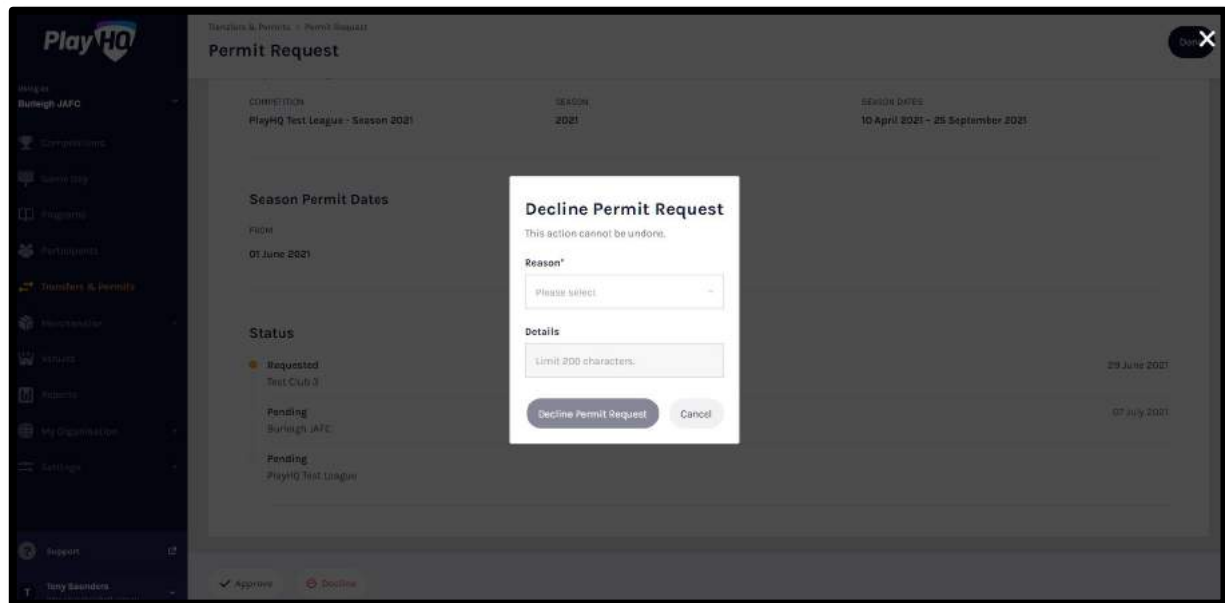 PlayHQ
Transfers & Permits > Permit Request
Permit Request
Done
Burleigh JAFC
COMPETITION
SEASON
SEASON DATES
PlayHQ Test League - Season 2021
2021
10 April 2021 – 25 September 2021
Competitions
Game Day
Programs
Participants
Transfers & Permits
Merchandise
Reports
My Organisation
Settings
Support
Tony Saunders
T
Season Permit Dates
FROM
01 June 2021
Status
Requested
29 June 2021
Test Club 3
Pending
07 July 2021
Burleigh JAFC
Pending
PlayHQ Test League
Approve
Decline
Decline Permit Request
This action cannot be undone.
Reason*
Please select
Details
Limit 200 characters.
Decline Permit Request
Cancel